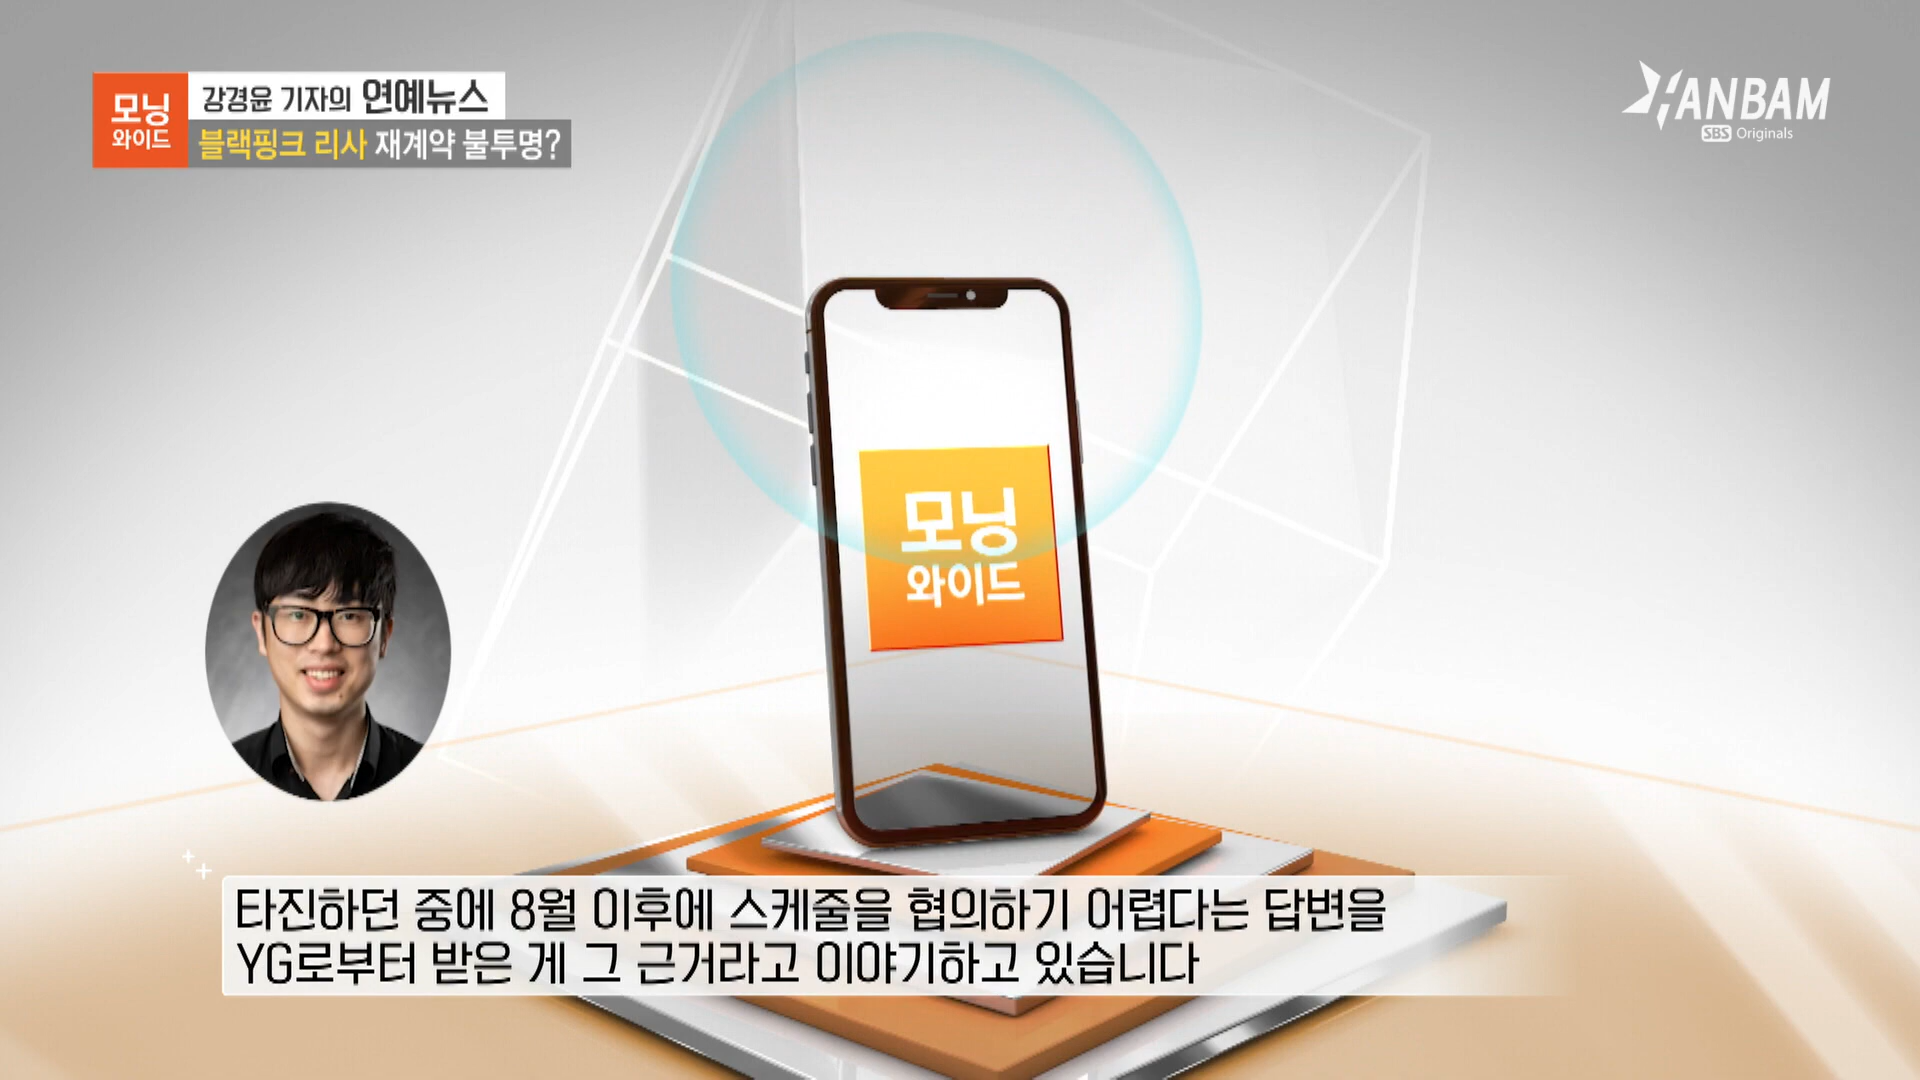 모닝
와이드
강경윤 기자의 연예뉴스
블랙핑크 리사 재계약 불투명?
HANBAM
SBS Originals
모닝
와이드
타진하던 중에 8월 이후에 스케줄을 협의하기 어렵다는 답변을
YG로부터 받은 게 그 근거라고 이야기하고 있습니다